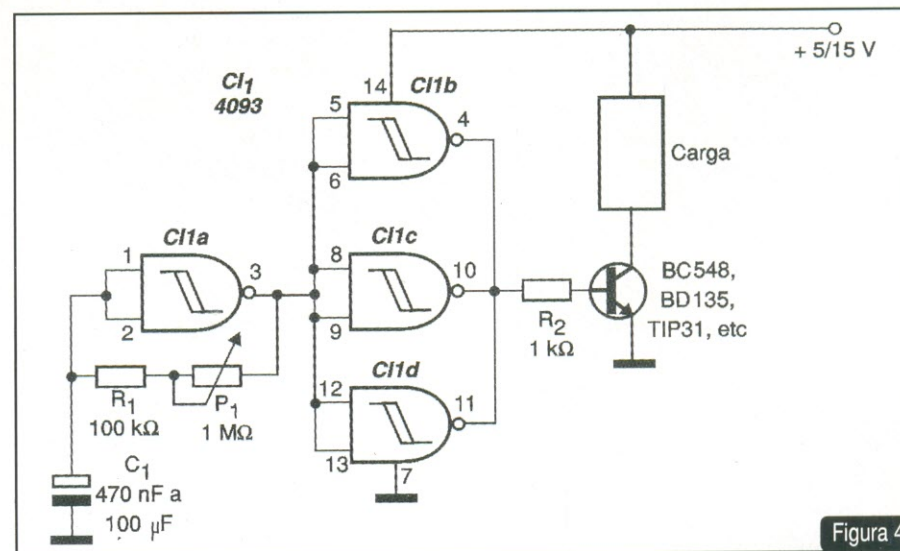 + 5/15 V
CI1
4093
14
CI1b
5
4
6
Carga
CI1a
1
3
2
CI1c
8
10
9
R2
1 kΩ
BC548,
BD135,
TIP31, etc
R1
100 kΩ
P1
1 MΩ
CI1d
12
11
13
7
C1
470 nF a
100 µF
Figura 4